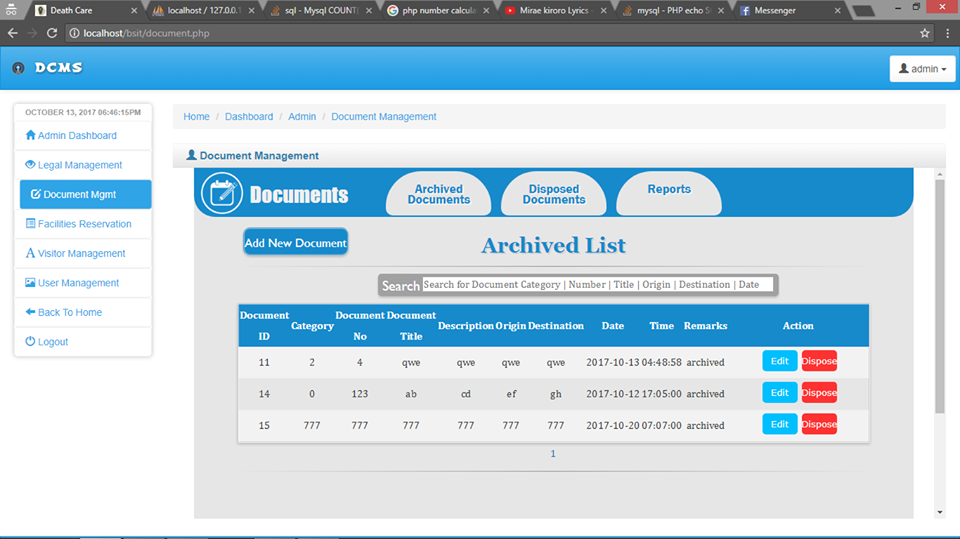 Death Care
localhost / 127.0.0.1
sql - Mysql COUNT(
php number calcula
Mirae kiroro Lyrics -
mysql - PHP echo S
Messenger
localhost/bsit/document.php
DCMS
admin
OCTOBER 13, 2017 06:46:15PM
Admin Dashboard
Legal Management
Document Mgmt
Facilities Reservation
Visitor Management
User Management
Back To Home
Logout
Home / Dashboard / Admin / Document Management
Document Management
Documents
Archived
Documents
Disposed
Documents
Reports
Add New Document
Archived List
Search Search for Document Category | Number | Title | Origin | Destination | Date
Document ID Category Document No Document Title Description Origin Destination Date Time Remarks Action
11 2 4 qwe qwe qwe qwe 2017-10-13 04:48:58 archived Edit Dispose
14 0 123 ab cd ef gh 2017-10-12 17:05:00 archived Edit Dispose
15 777 777 777 777 777 777 2017-10-20 07:07:00 archived Edit Dispose
1